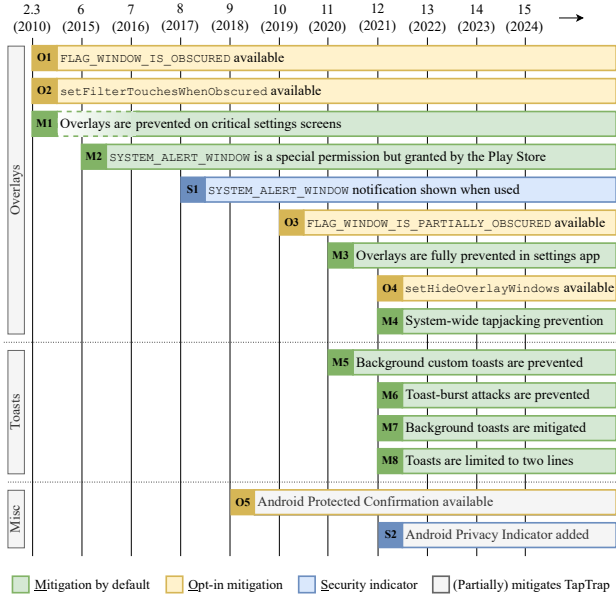 2.3 6 7 8 9 10 11 12 13 14 15
(2010) (2015) (2016) (2017) (2018) (2019) (2020) (2021) (2022) (2023) (2024)
Overlays
O1 FLAG_WINDOW_IS_OBSCURED available
O2 setFilterTouchesWhenObscured available
M1 Overlays are prevented on critical settings screens
M2 SYSTEM_ALERT_WINDOW is a special permission but granted by the Play Store
S1 SYSTEM_ALERT_WINDOW notification shown when used
O3 FLAG_WINDOW_IS_PARTIALLY_OBSCURED available
M3 Overlays are fully prevented in settings app
O4 setHideOverlayWindows available
M4 System-wide tapjacking prevention
Toasts
M5 Background custom toasts are prevented
M6 Toast-burst attacks are prevented
M7 Background toasts are mitigated
M8 Toasts are limited to two lines
Misc
O5 Android Protected Confirmation available
S2 Android Privacy Indicator added
Mitigation by default Opt-in mitigation Security indicator (Partially) mitigates TapTrap